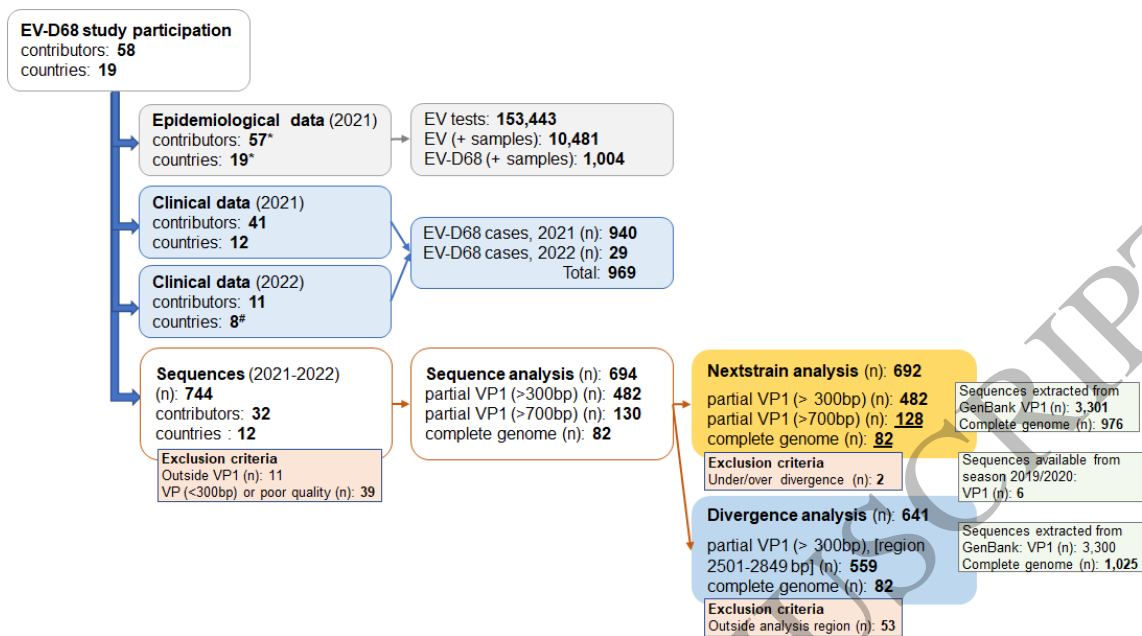 EV-D68 study participation
contributors: 58
countries: 19
Epidemiological data (2021)
contributors: 57*
countries: 19*
EV tests: 153,443
EV (+ samples): 10,481
EV-D68 (+ samples): 1,004
Clinical data (2021)
contributors: 41
countries: 12
EV-D68 cases, 2021 (n): 940
EV-D68 cases, 2022 (n): 29
Total: 969
Clinical data (2022)
contributors: 11
countries: 8#
Sequences (2021-2022)
(n): 744
contributors: 32
countries : 12
Exclusion criteria
Outside VP1 (n): 11
VP (<300bp) or poor quality (n): 39
Sequence analysis (n): 694
partial VP1 (>300bp) (n): 482
partial VP1 (>700bp) (n): 130
complete genome (n): 82
Nextstrain analysis (n): 692
partial VP1 (> 300bp) (n): 482
partial VP1 (>700bp) (n): 128
complete genome (n): 82
Exclusion criteria
Under/over divergence (n): 2
Sequences extracted from
GenBank VP1 (n): 3,301
Complete genome (n): 976
Sequences available from
season 2019/2020:
VP1 (n): 6
Divergence analysis (n): 641
partial VP1 (> 300bp), [region
2501-2849 bp] (n): 559
complete genome (n): 82
Exclusion criteria
Outside analysis region (n): 53
Sequences extracted from
GenBank: VP1 (n): 3,300
Complete genome (n): 1,025
USCRIPT